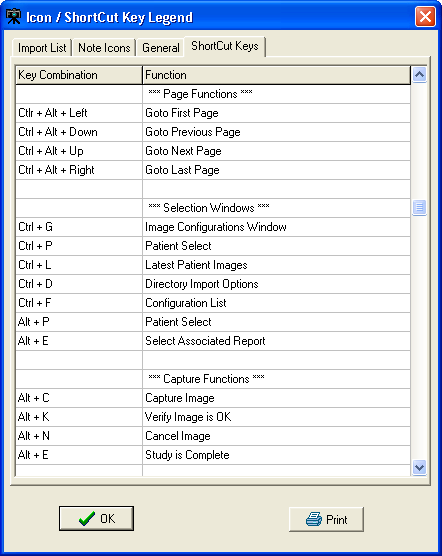 Icon / ShortCut Key Legend
Import List Note Icons General ShortCut Keys
Key Combination Function
*** Page Functions ***
Ctlr + Alt + Left Goto First Page
Ctrl + Alt + Down Goto Previous Page
Ctrl + Alt + Up Goto Next Page
Ctrl + Alt + Right Goto Last Page
*** Selection Windows ***
Ctrl + G Image Configurations Window
Ctrl + P Patient Select
Ctrl + L Latest Patient Images
Ctrl + D Directory Import Options
Ctrl + F Configuration List
Alt + P Patient Select
Alt + E Select Associated Report
*** Capture Functions ***
Alt + C Capture Image
Alt + K Verify Image is OK
Alt + N Cancel Image
Alt + E Study is Complete
OK Print